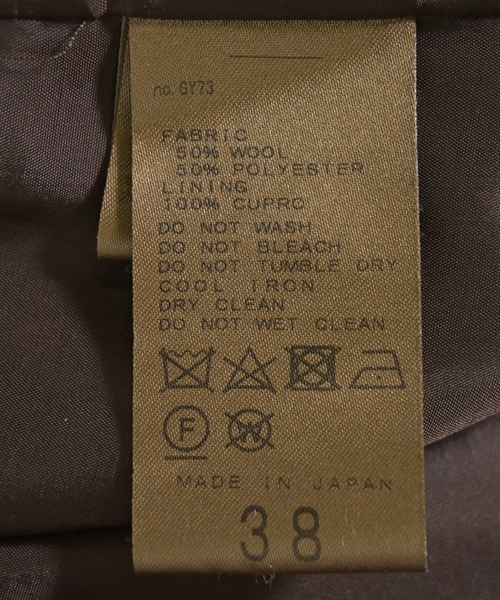 no. GY73
FABRIC
50% WOOL
50% POLYESTER
LINING
100% CUPRO
DO NOT WASH
DO NOT BLEACH
DO NOT TUMBLE DRY
COOL IRON
DRY CLEAN
DO NOT WET CLEAN
F W
MADE IN JAPAN
38